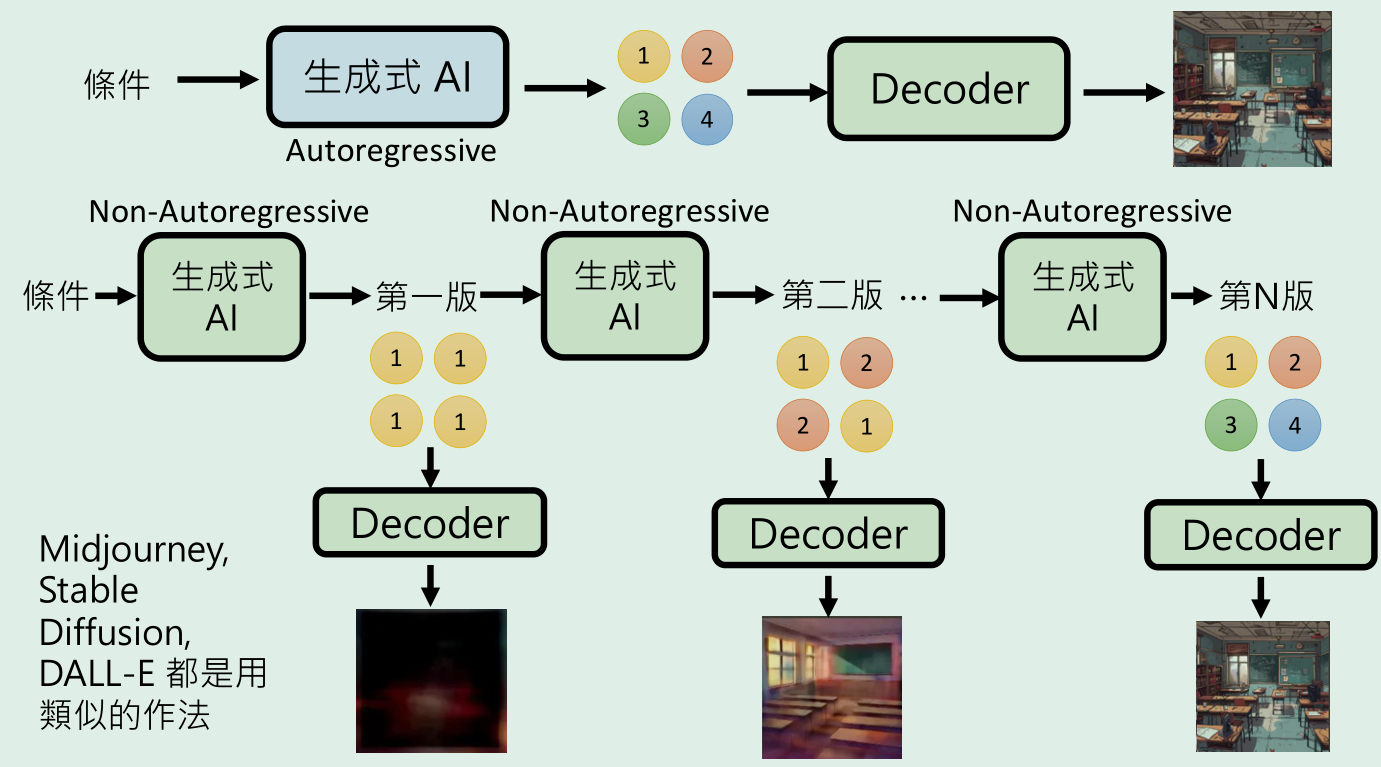 條件
生成式 AI
Autoregressive
1 2
3 4
Decoder
Non-Autoregressive
Non-Autoregressive
Non-Autoregressive
條件
生成式
AI
第一版
1 1
1 1
生成式
AI
第二版 ...
1 2
2 1
生成式
AI
第N版
1 2
3 4
Decoder
Decoder
Decoder
Midjourney,
Stable
Diffusion,
DALL-E 都是用
類似的作法